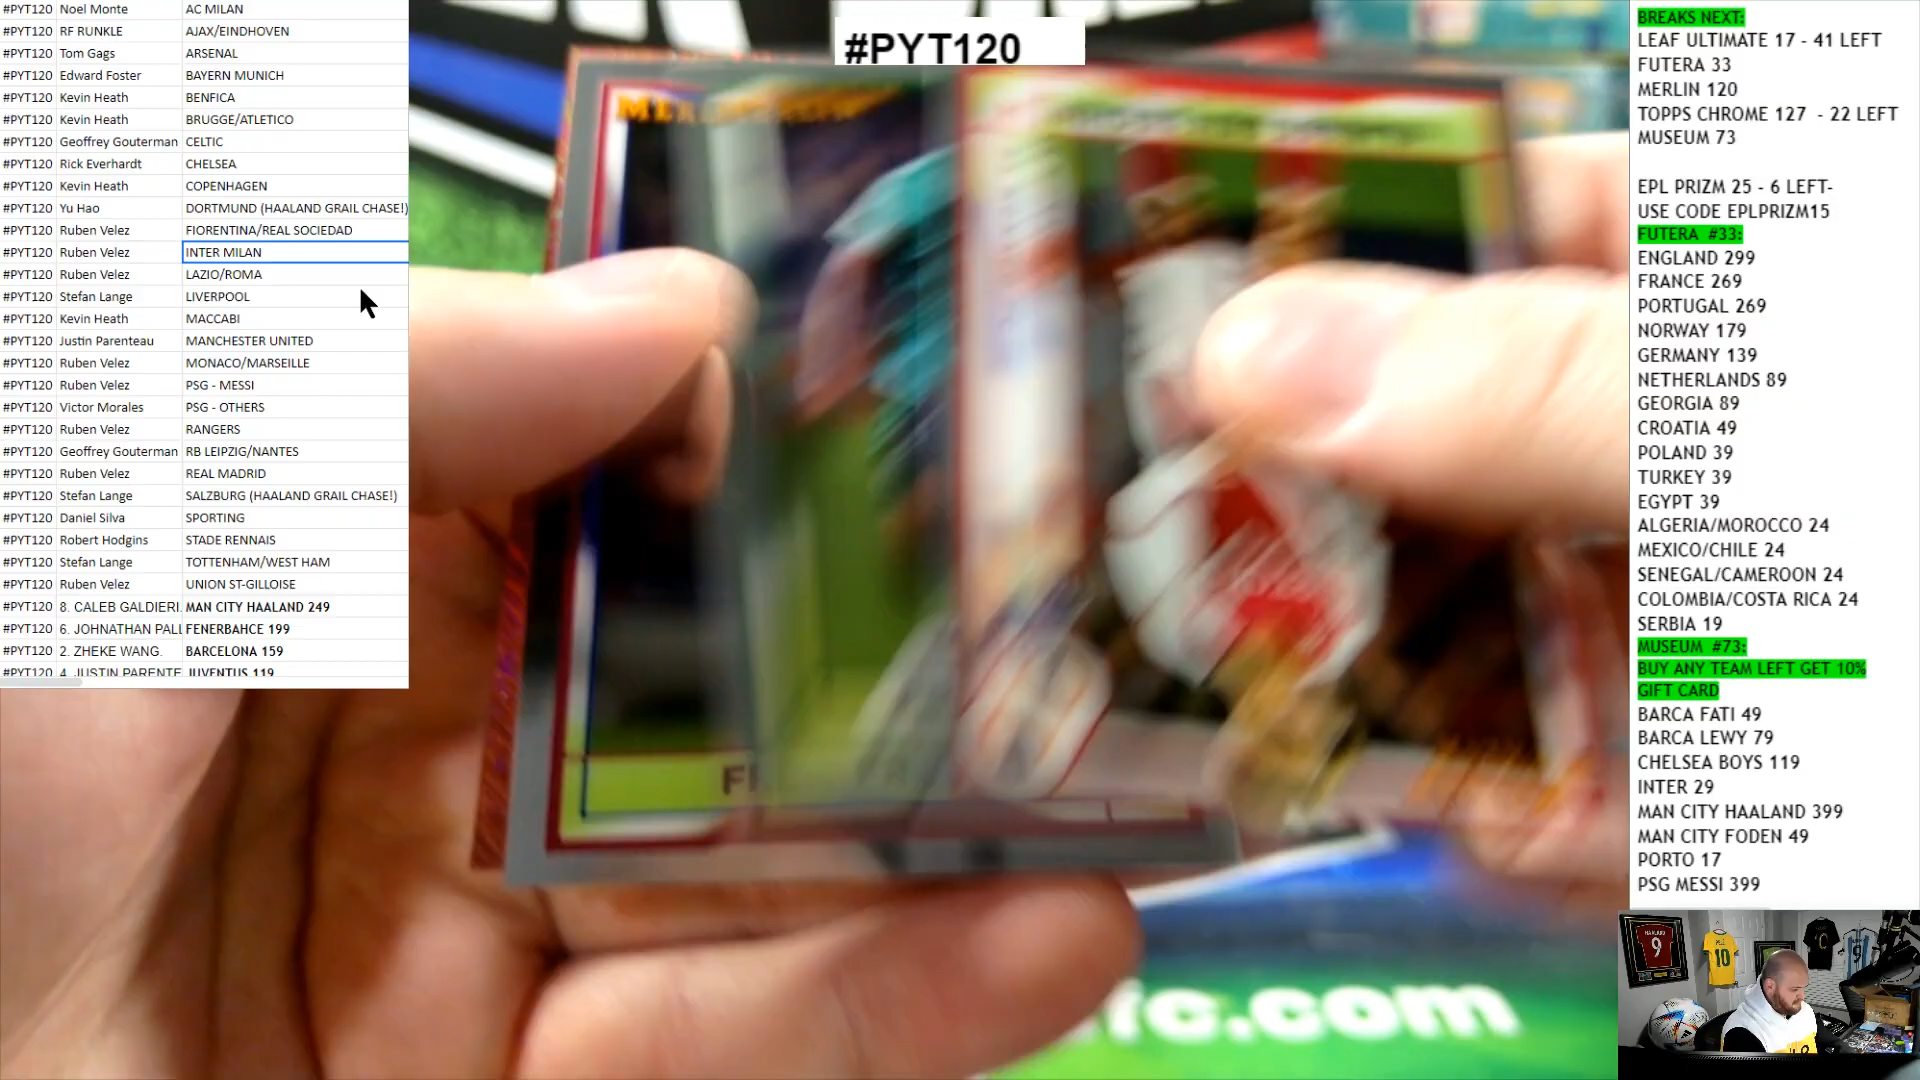 #PYT120 Noel Monte AC MILAN
#PYT120 RF RUNKLE AJAX/EINDHOVEN
#PYT120 Tom Gags ARSENAL
#PYT120 Edward Foster BAYERN MUNICH
#PYT120 Kevin Heath BENFICA
#PYT120 Kevin Heath BRUGGE/ATLETICO
#PYT120 Geoffrey Gouterman CELTIC
#PYT120 Rick Everhardt CHELSEA
#PYT120 Kevin Heath COPENHAGEN
#PYT120 Yu Hao DORTMUND (HAALAND GRAIL CHASE!)
#PYT120 Ruben Velez FIORENTINA/REAL SOCIEDAD
#PYT120 Ruben Velez INTER MILAN
#PYT120 Ruben Velez LAZIO/ROMA
#PYT120 Stefan Lange LIVERPOOL
#PYT120 Kevin Heath MACCABI
#PYT120 Justin Parenteau MANCHESTER UNITED
#PYT120 Ruben Velez MONACO/MARSEILLE
#PYT120 Ruben Velez PSG - MESSI
#PYT120 Victor Morales PSG - OTHERS
#PYT120 Ruben Velez RANGERS
#PYT120 Geoffrey Gouterman RB LEIPZIG/NANTES
#PYT120 Ruben Velez REAL MADRID
#PYT120 Stefan Lange SALZBURG (HAALAND GRAIL CHASE!)
#PYT120 Daniel Silva SPORTING
#PYT120 Robert Hodgins STADE RENNAIS
#PYT120 Stefan Lange TOTTENHAM/WEST HAM
#PYT120 Ruben Velez UNION ST-GILLOISE
#PYT120 8. CALEB GALDIERI. MAN CITY HAALAND 249
#PYT120 6. JOHNATHAN PALL FENERBAHCE 199
#PYT120 2. ZHEKE WANG. BARCELONA 159
#PYT120 4. JUSTIN PARENTE JUVENTUS 119
#PYT120
fc.com
BREAKS NEXT:
LEAF ULTIMATE 17 - 41 LEFT
FUTERA 33
MERLIN 120
TOPPS CHROME 127 - 22 LEFT
MUSEUM 73
EPL PRIZM 25 - 6 LEFT-
USE CODE EPLPRIZM15
FUTERA #33:
ENGLAND 299
FRANCE 269
PORTUGAL 269
NORWAY 179
GERMANY 139
NETHERLANDS 89
GEORGIA 89
CROATIA 49
POLAND 39
TURKEY 39
EGYPT 39
ALGERIA/MOROCCO 24
MEXICO/CHILE 24
SENEGAL/CAMEROON 24
COLOMBIA/COSTA RICA 24
SERBIA 19
MUSEUM #73:
BUY ANY TEAM LEFT GET 10%
GIFT CARD
BARCA FATI 49
BARCA LEWY 79
CHELSEA BOYS 119
INTER 29
MAN CITY HAALAND 399
MAN CITY FODEN 49
PORTO 17
PSG MESSI 399
HAALAND
9
10